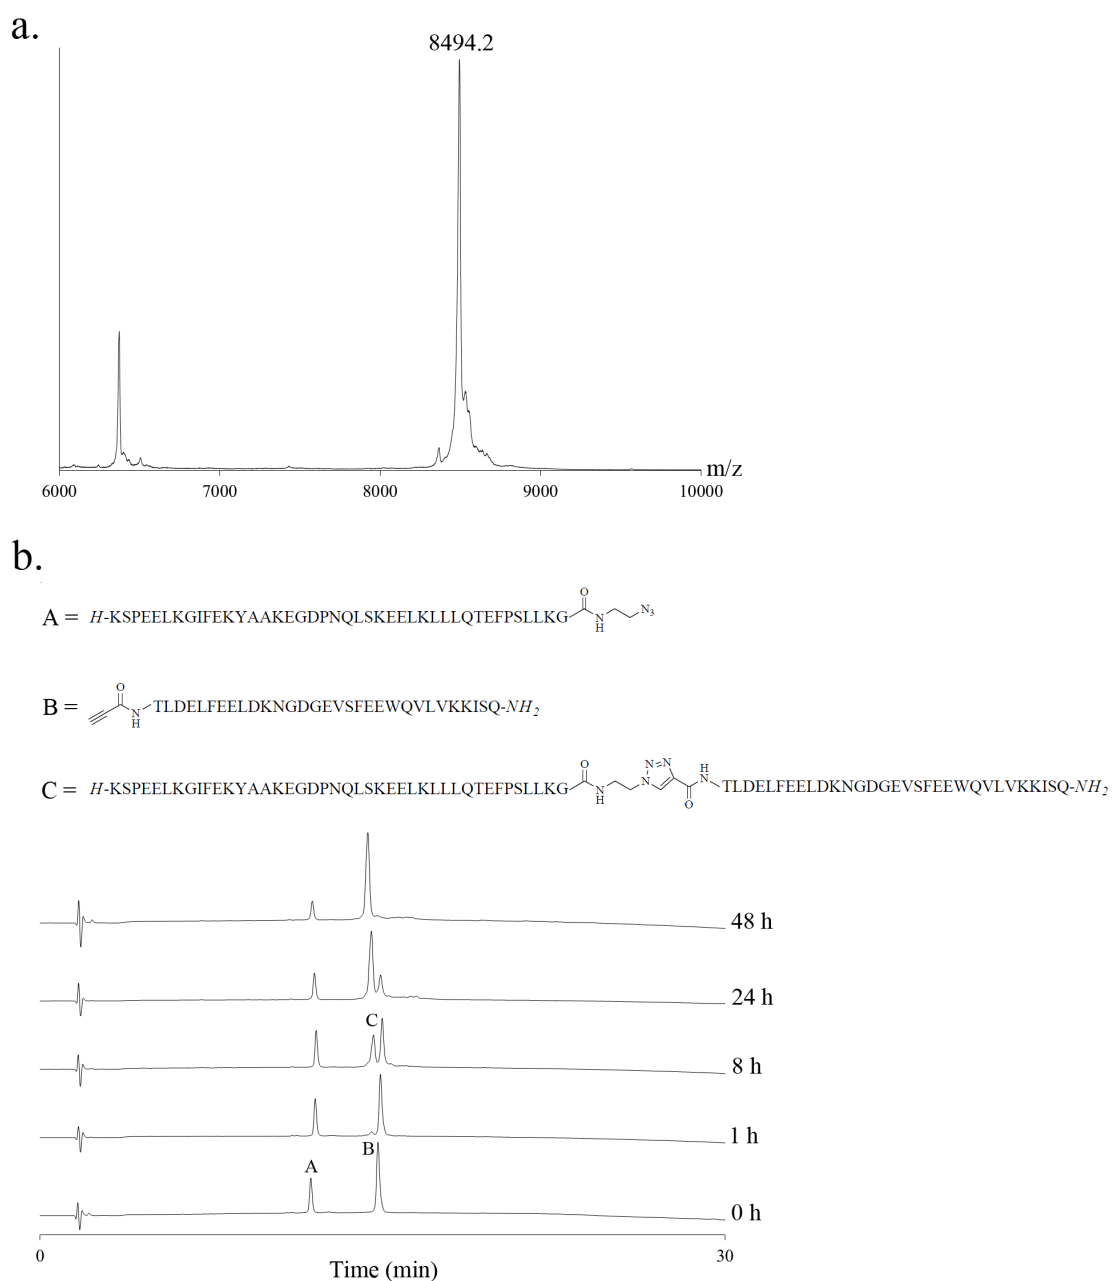 a.
8494.2
m/z
6000 7000 8000 9000 10000
b.
A = H-KSPEELKGIFEKYAAKEGDPNQLSKEELKLLLQTEFPSLLKG O N H N3
B = O N H TLDELFEELDKNGDGEVSFEEWQVLVKKISQ-NH2
C = H-KSPEELKGIFEKYAAKEGDPNQLSKEELKLLLQTEFPSLLKG O N H N N N O H N TLDELFEELDKNGDGEVSFEEWQVLVKKISQ-NH2
48 h
24 h
C
8 h
1 h
B
A
0 h
0 30
Time (min)